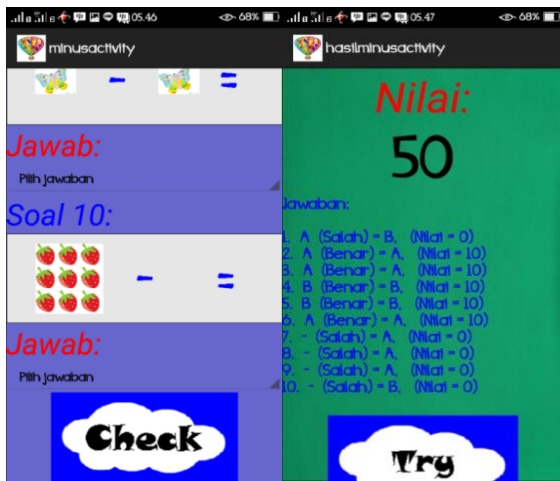 05.46
68%
minusactivity
- =
Jawab:
Pilih jawaban
Soal 10:
- =
Jawab:
Pilih jawaban
Check
05.47
68%
hasilminusactivity
Nilai:
50
Jawaban:
1. A (Salah) = B, (Nilai = 0)
2. A (Benar) = A, (Nilai = 10)
3. A (Benar) = A, (Nilai = 10)
4. B (Benar) = B, (Nilai = 10)
5. B (Benar) = B, (Nilai = 10)
6. A (Benar) = A, (Nilai = 10)
7. - (Salah) = A, (Nilai = 0)
8. - (Salah) = A, (Nilai = 0)
9. - (Salah) = A, (Nilai = 0)
10. - (Salah) = B, (Nilai = 0)
Try